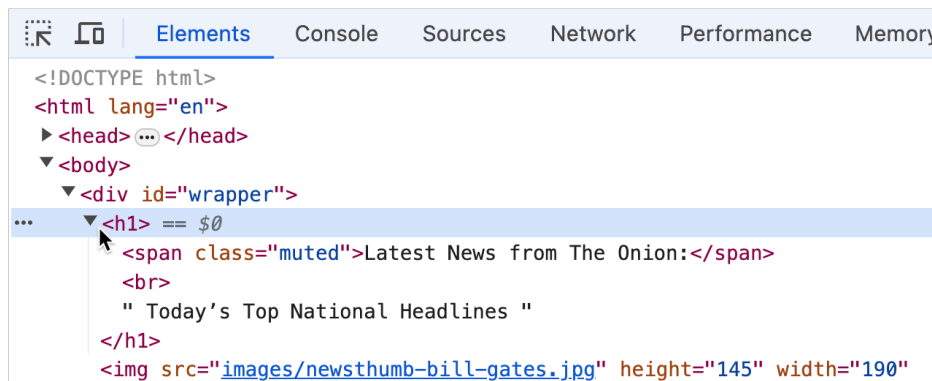 Elements Console Sources Network Performance Memory
<!DOCTYPE html>
<html lang="en">
<head> ••• </head>
<body>
<div id="wrapper">
••• <h1> == $0
<span class="muted">Latest News from The Onion:</span>
<br>
" Today’s Top National Headlines "
</h1>
<img src="images/newsthumb-bill-gates.jpg" height="145" width="190"